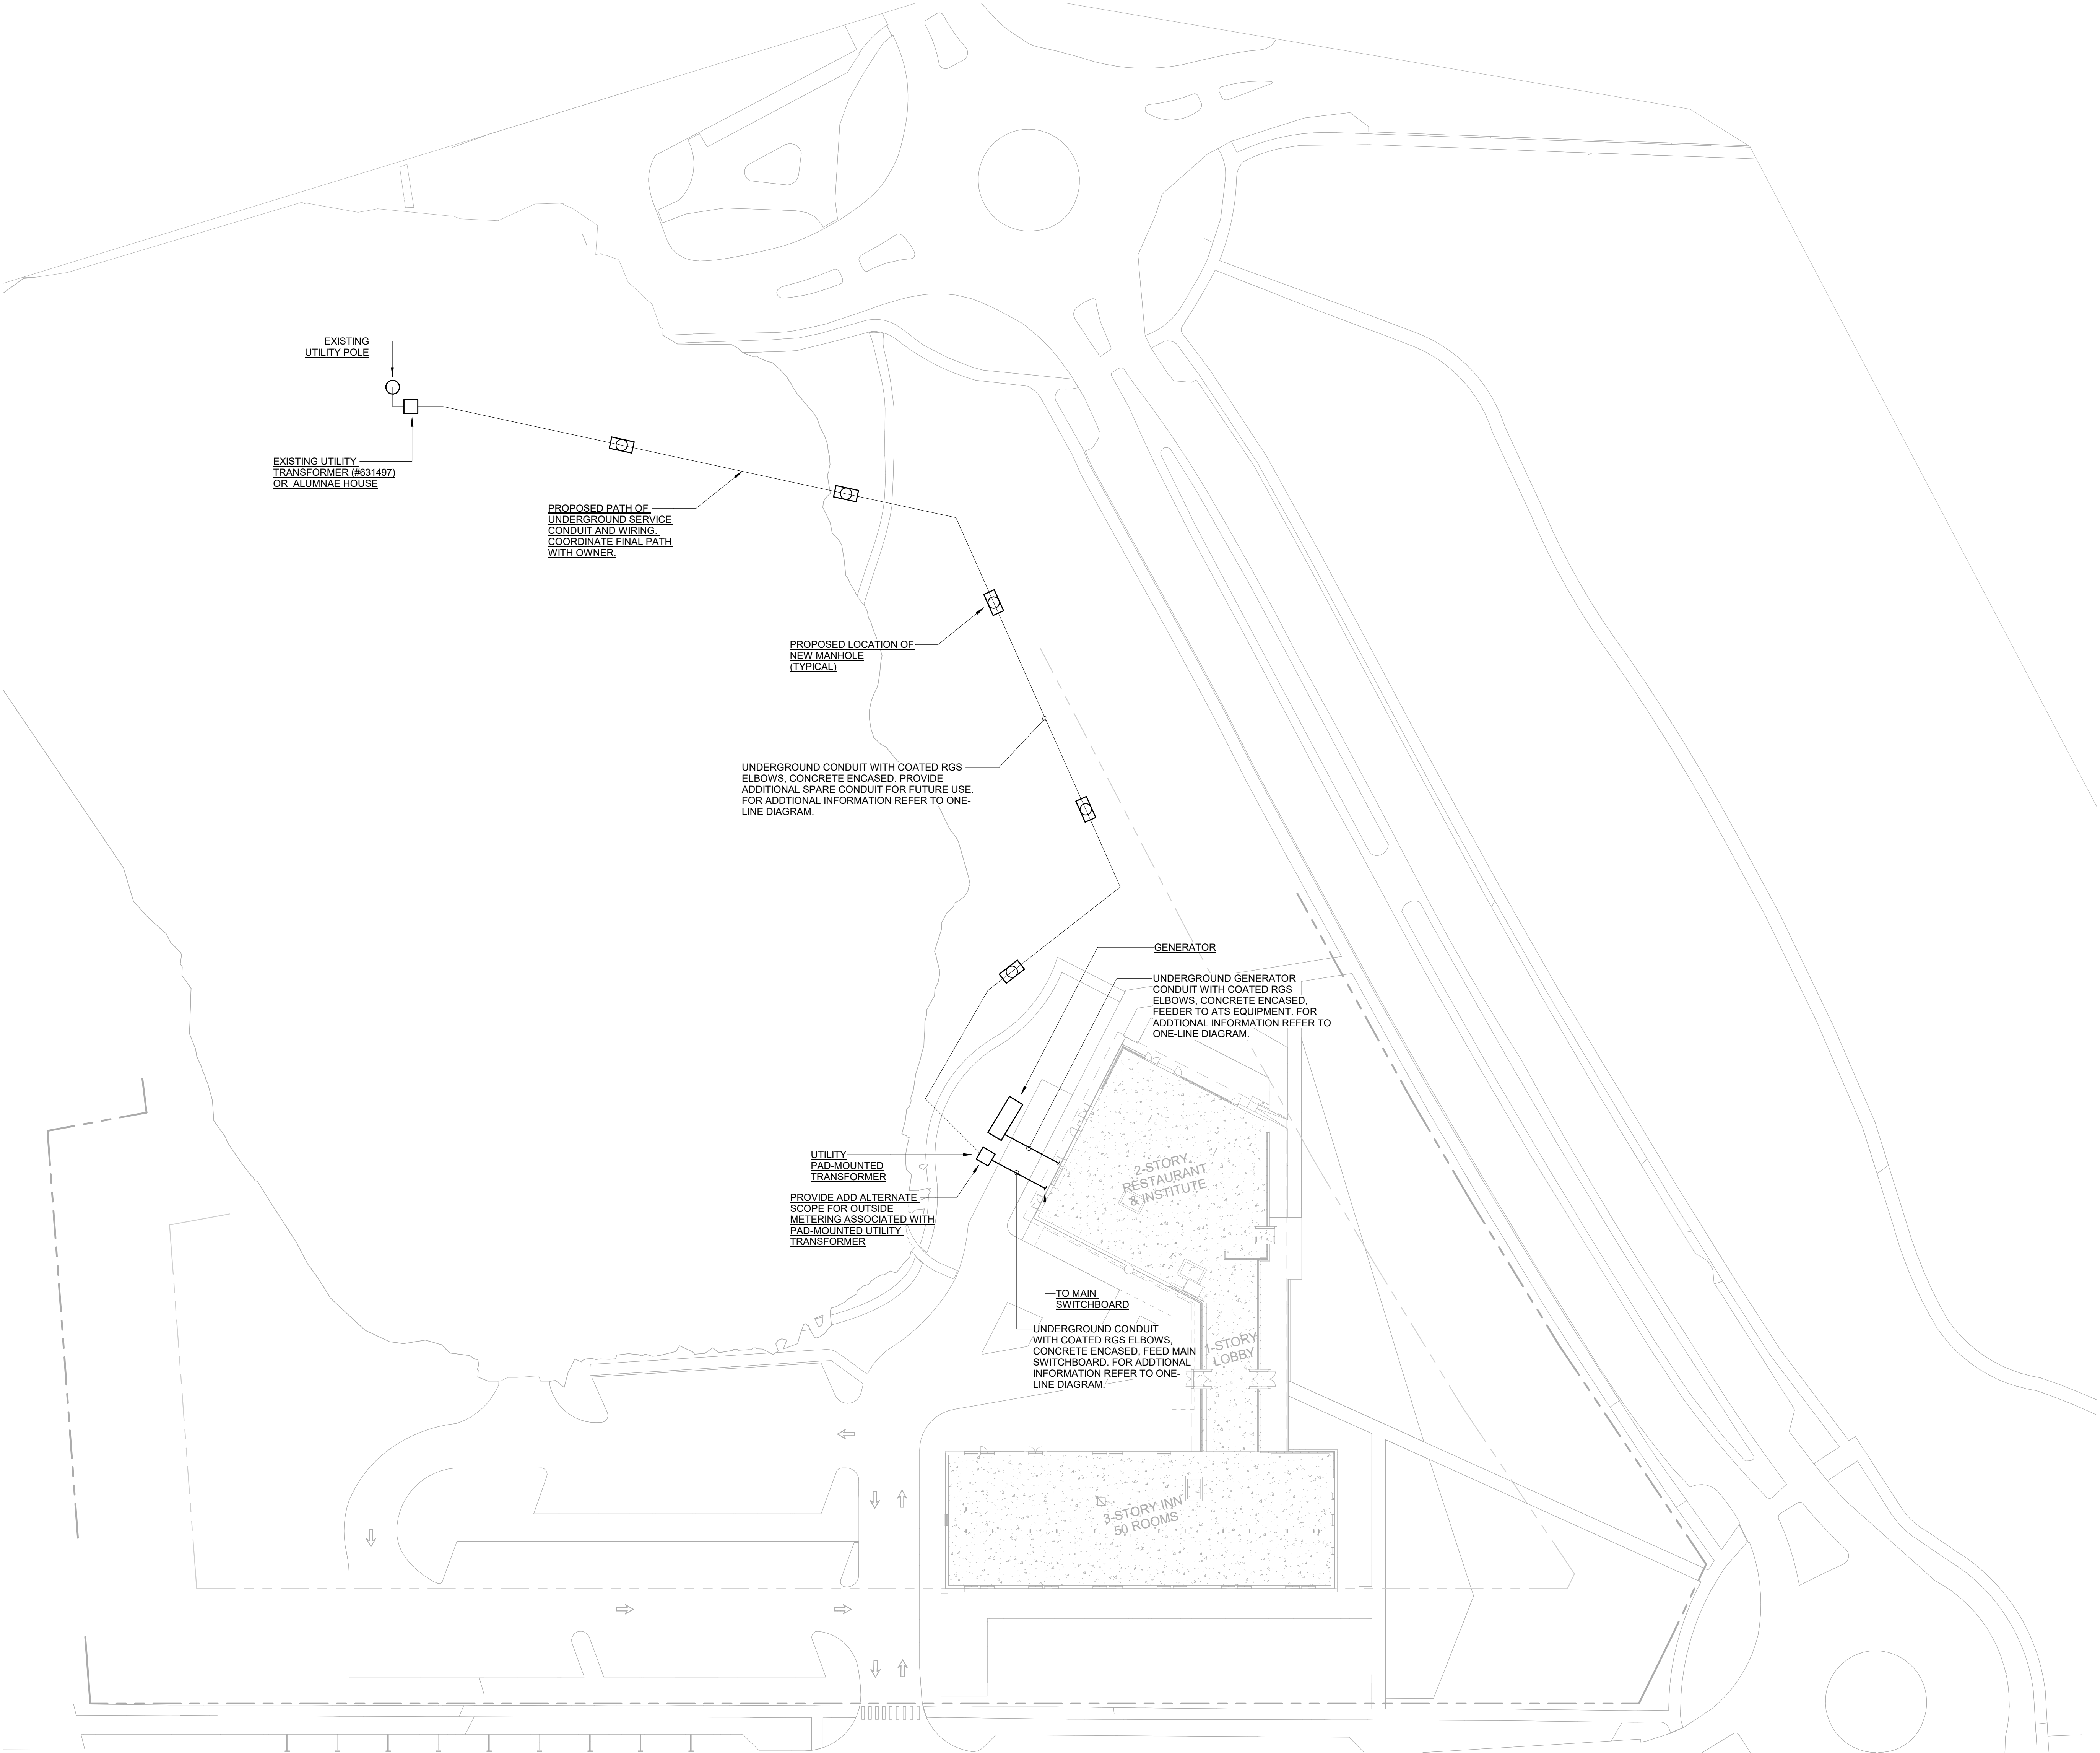 EXISTING
UTILITY POLE
EXISTING UTILITY
TRANSFORMER (#631497)
OR ALUMNAE HOUSE
PROPOSED PATH OF
UNDERGROUND SERVICE
CONDUIT AND WIRING.
COORDINATE FINAL PATH
WITH OWNER.
PROPOSED LOCATION OF
NEW MANHOLE
(TYPICAL)
UNDERGROUND CONDUIT WITH COATED RGS
ELBOWS, CONCRETE ENCASED. PROVIDE
ADDITIONAL SPARE CONDUIT FOR FUTURE USE.
FOR ADDTIONAL INFORMATION REFER TO ONE-
LINE DIAGRAM.
GENERATOR
UNDERGROUND GENERATOR
CONDUIT WITH COATED RGS
ELBOWS, CONCRETE ENCASED,
FEEDER TO ATS EQUIPMENT. FOR
ADDTIONAL INFORMATION REFER TO
ONE-LINE DIAGRAM.
UTILITY
PAD-MOUNTED
TRANSFORMER
PROVIDE ADD ALTERNATE
SCOPE FOR OUTSIDE
METERING ASSOCIATED WITH
PAD-MOUNTED UTILITY
TRANSFORMER
2-STORY
RESTAURANT
& INSTITUTE
TO MAIN
SWITCHBOARD
UNDERGROUND CONDUIT
WITH COATED RGS ELBOWS,
CONCRETE ENCASED, FEED MAIN
SWITCHBOARD. FOR ADDTIONAL
INFORMATION REFER TO ONE-
LINE DIAGRAM.
1-STORY
LOBBY
3-STORY INN
50 ROOMS